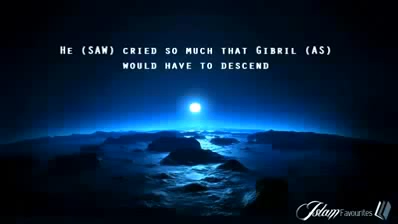 He (SAW) cried so much that Gibril (AS)
would have to descend
Islam Favourites